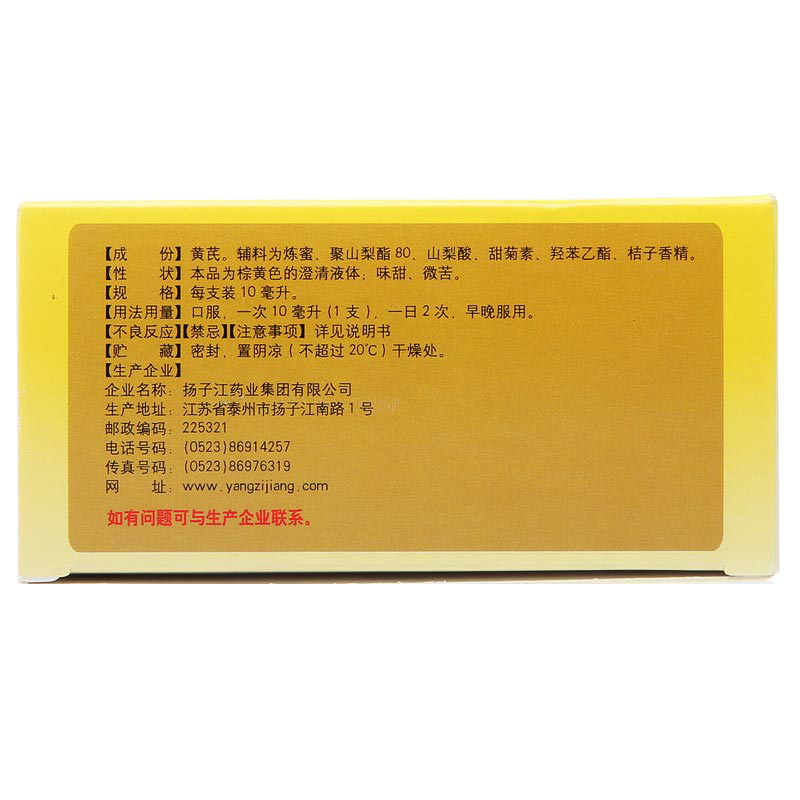 【成　份】黄芪。辅料为炼蜜、聚山梨酯80、山梨酸、甜菊素、羟苯乙酯、桔子香精。
【性　状】本品为棕黄色的澄清液体；味甜、微苦。
【规　格】每支装10毫升。
【用法用量】口服，一次10毫升(1支)，一日2次，早晚服用。
【不良反应】【禁忌】【注意事项】详见说明书
【贮　藏】密封，置阴凉(不超过20℃)干燥处。
【生产企业】
企业名称：扬子江药业集团有限公司
生产地址：江苏省泰州市扬子江南路1号
邮政编码：225321
电话号码：(0523)86914257
传真号码：(0523)86976319
网　址：www.yangzijiang.com
如有问题可与生产企业联系。